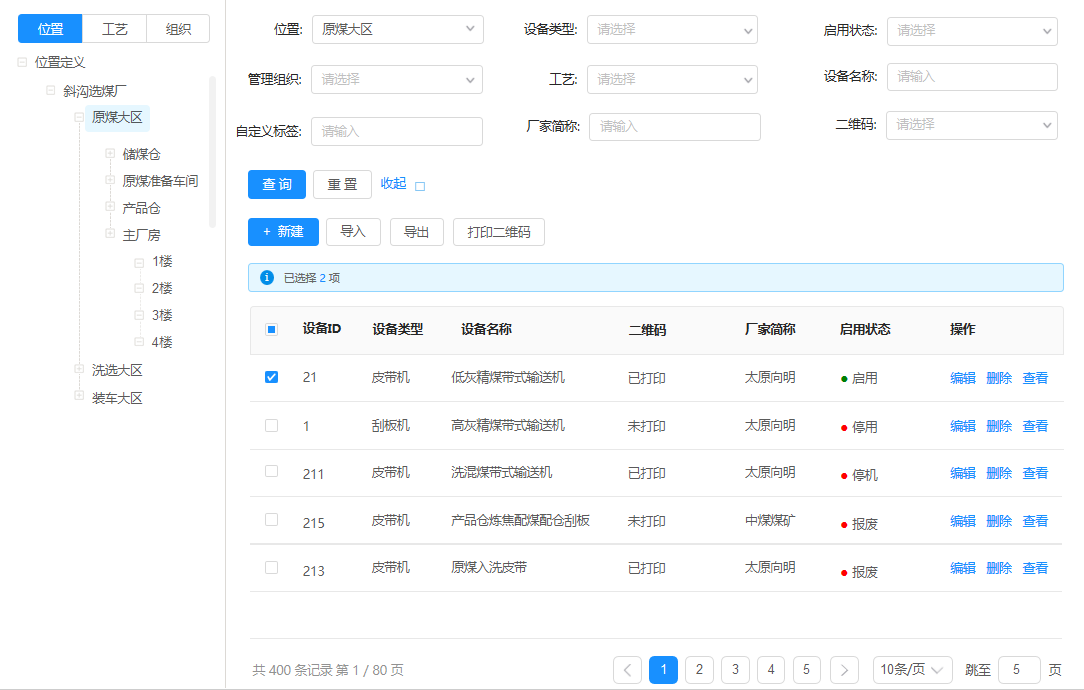 位置 工艺 组织
位置定义
斜沟选煤厂
原煤大区
储煤仓
原煤准备车间
产品仓
主厂房
1楼
2楼
3楼
4楼
洗选大区
装车大区
位置: 原煤大区 设备类型: 请选择 启用状态: 请选择
管理组织: 请选择 工艺: 请选择 设备名称: 请输入
自定义标签: 请输入 厂家简称: 请输入 二维码: 请选择
查 询 重 置 收起
+ 新建 导入 导出 打印二维码
已选择 2 项
设备ID 设备类型 设备名称 二维码 厂家简称 启用状态 操作
21 皮带机 低灰精煤带式输送机 已打印 太原向明 启用 编辑 删除 查看
1 刮板机 高灰精煤带式输送机 未打印 太原向明 停用 编辑 删除 查看
211 皮带机 洗混煤带式输送机 已打印 太原向明 停机 编辑 删除 查看
215 皮带机 产品仓炼焦配煤配仓刮板 未打印 中煤煤矿 报废 编辑 删除 查看
213 皮带机 原煤入洗皮带 已打印 太原向明 报废 编辑 删除 查看
共 400 条记录 第 1 / 80 页 1 2 3 4 5 10条/页 跳至 5 页